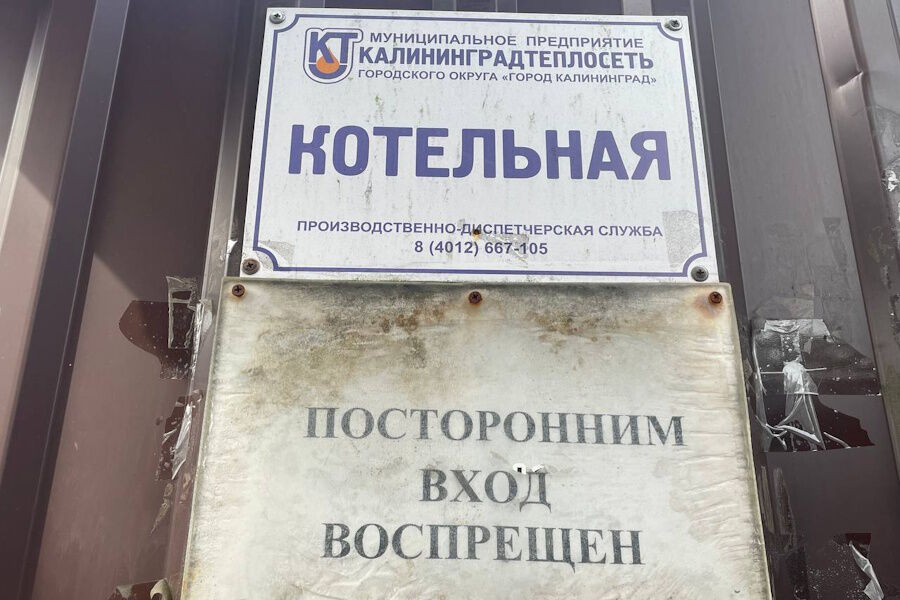 КТ
МУНИЦИПАЛЬНОЕ ПРЕДПРИЯТИЕ
КАЛИНИНГРАДТЕПЛОСЕТЬ
ГОРОДСКОГО ОКРУГА «ГОРОД КАЛИНИНГРАД»
КОТЕЛЬНАЯ
ПРОИЗВОДСТВЕННО-ДИСПЕТЧЕРСКАЯ СЛУЖБА
8 (4012) 667-105
ПОСТОРОННИМ
ВХОД
ВОСПРЕЩЕН